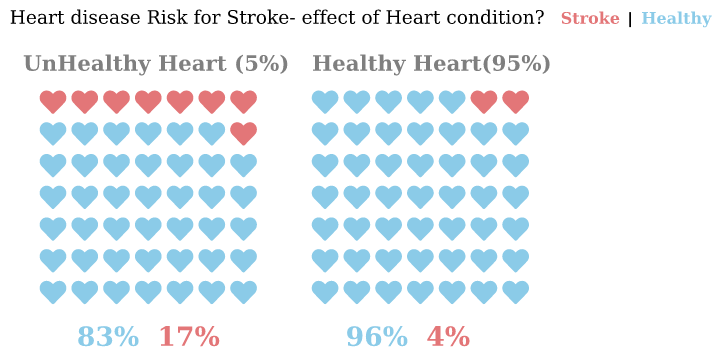 Heart disease Risk for Stroke- effect of Heart condition? Stroke | Healthy
UnHealthy Heart (5%) Healthy Heart(95%)
83% 17% 96% 4%